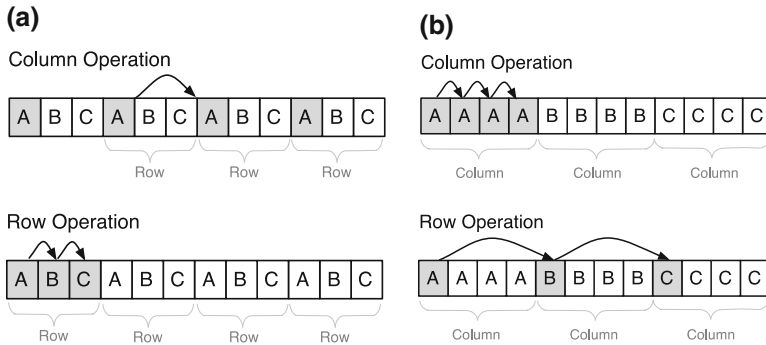 (a)
Column Operation
A B C A B C A B C A B C
Row Row Row
Row Operation
A B C A B C A B C A B C
Row Row Row Row
(b)
Column Operation
A A A A B B B B C C C C
Column Column Column
Row Operation
A A A A B B B B C C C C
Column Column Column